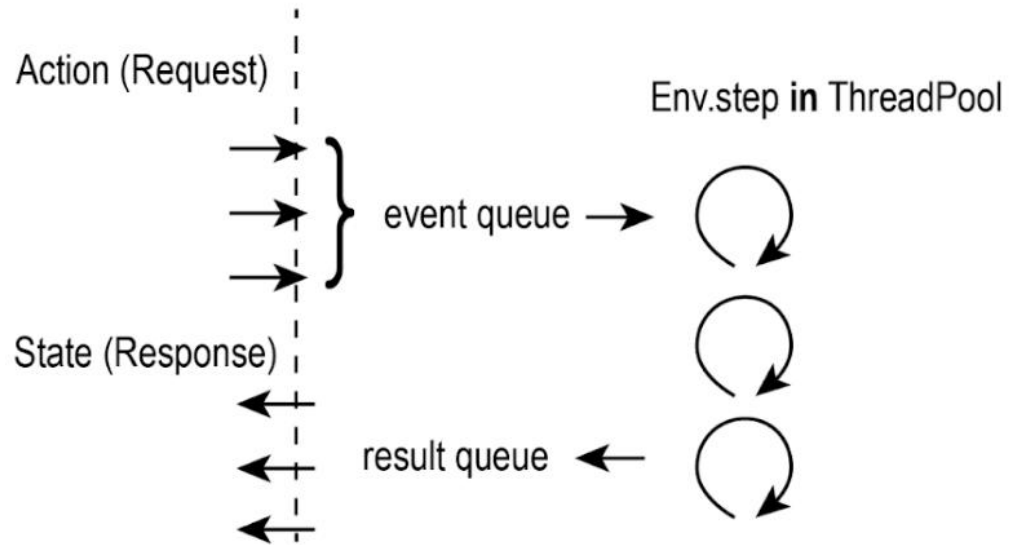 Action (Request)
Env.step in ThreadPool
event queue
State (Response)
result queue